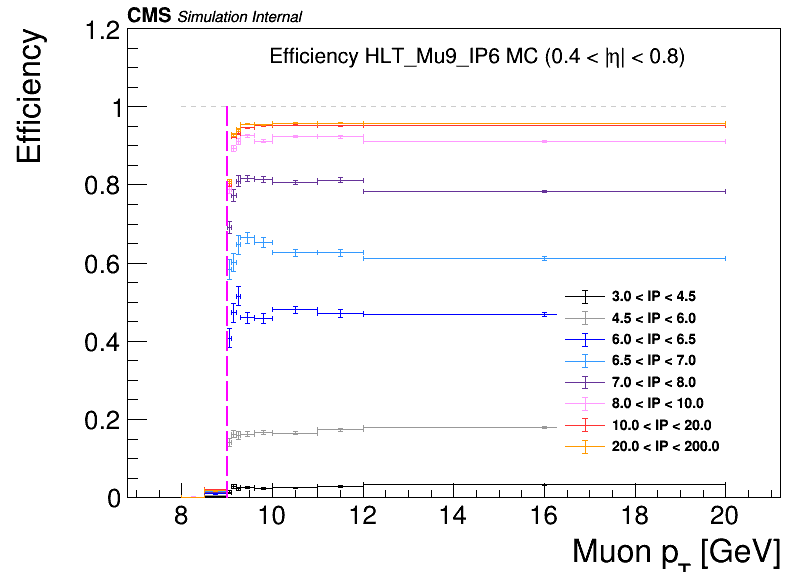 CMS Simulation Internal
Efficiency HLT_Mu9_IP6 MC (0.4 < |η| < 0.8)
Efficiency
1.2
1
0.8
0.6
0.4
0.2
0
3.0 < IP < 4.5
4.5 < IP < 6.0
6.0 < IP < 6.5
6.5 < IP < 7.0
7.0 < IP < 8.0
8.0 < IP < 10.0
10.0 < IP < 20.0
20.0 < IP < 200.0
8 10 12 14 16 18 20
Muon p_T [GeV]